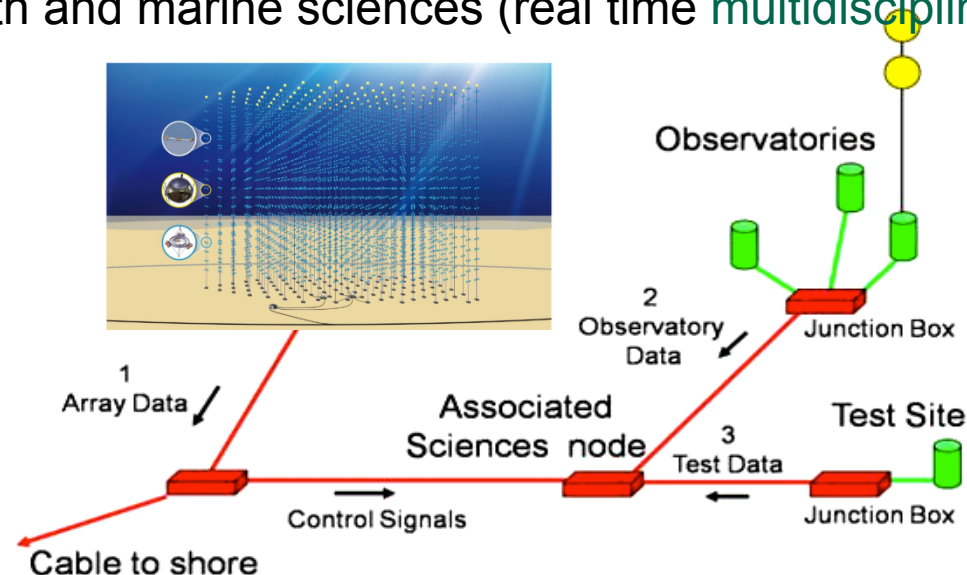 th and marine sciences (real time multidisciplin
Observatories
2
Observatory
Data
Junction Box
1
Array Data
Associated
Sciences node
3
Test Data
Test Site
Control Signals
Junction Box
Cable to shore